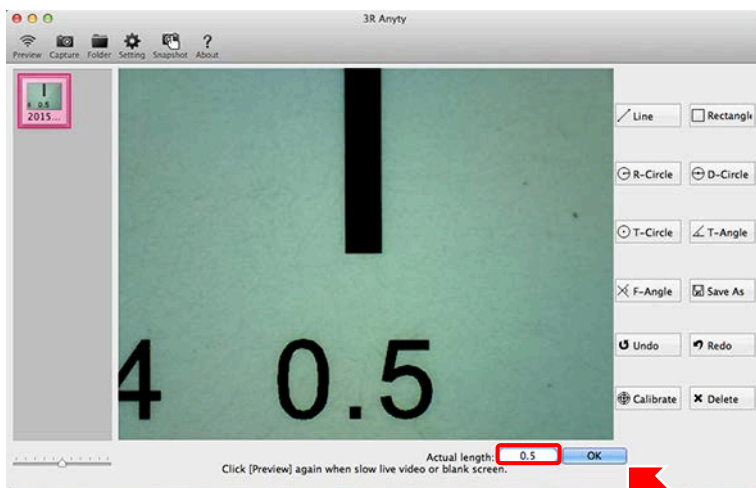 3R Anyty
Preview Capture Folder Setting Snapshot About
4 0.5
2015...
Line Rectangle
R-Circle D-Circle
T-Circle T-Angle
F-Angle Save As
4 0.5
Undo Redo
Calibrate Delete
Actual length: 0.5 OK
Click [Preview] again when slow live video or blank screen.